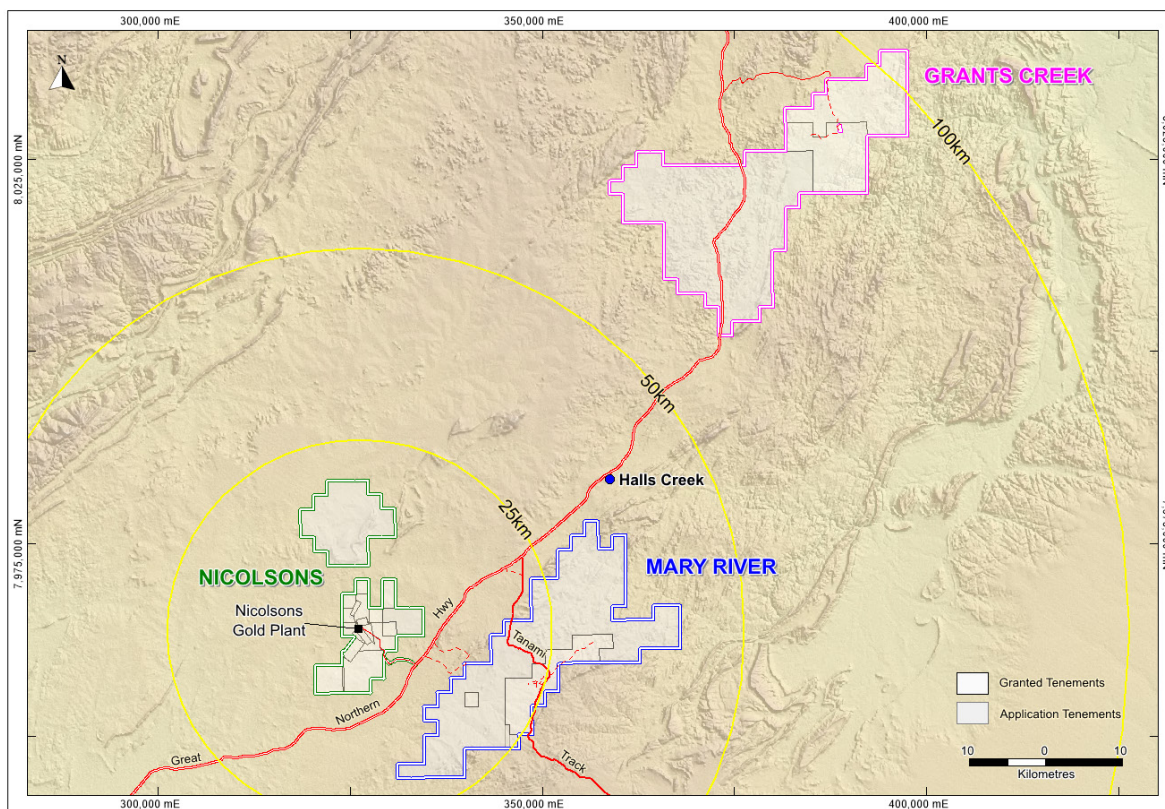 300,000 mE
350,000 mE
400,000 mE
N
GRANTS CREEK
100km
8,025,000 mN
50km
Halls Creek
25km
7,975,000 mN
NICOLSONS
MARY RIVER
Nicolsons
Gold Plant
Hwy
Tanami
Northern
Great
Track
Granted Tenements
Application Tenements
10 0 10
Kilometres
300,000 mE
350,000 mE
400,000 mE